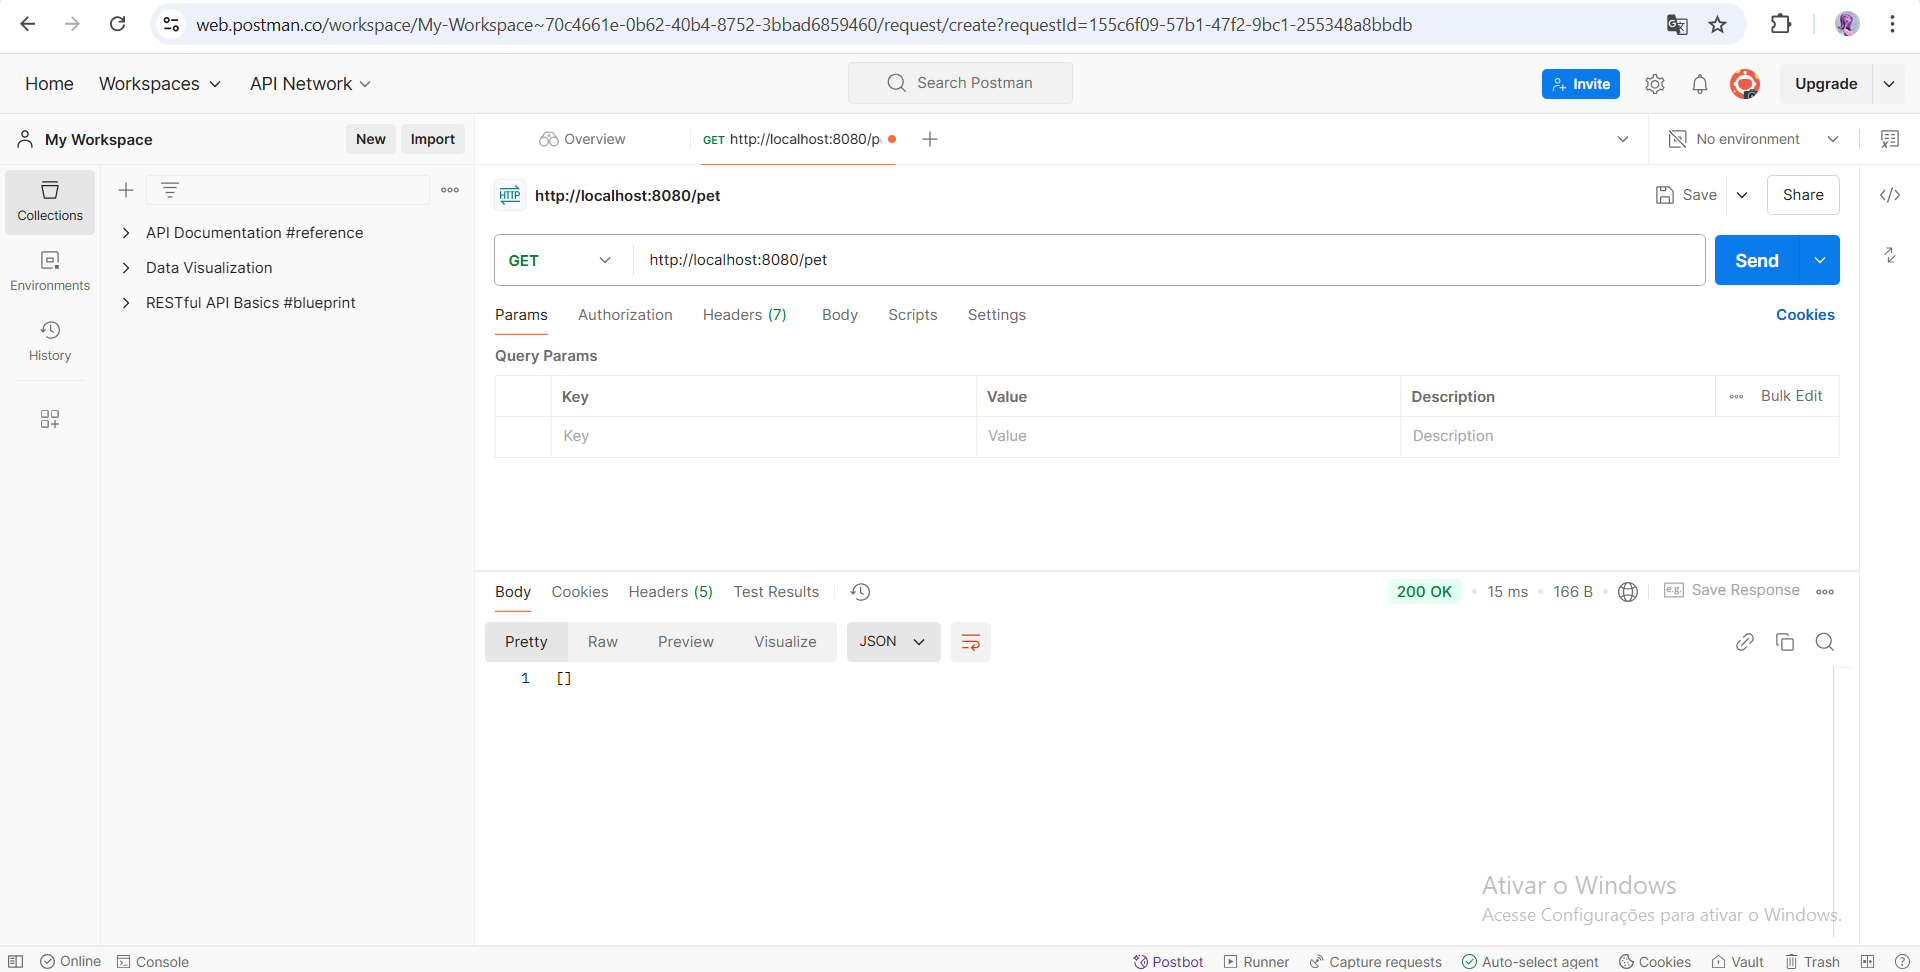 web.postman.co/workspace/My-Workspace~70c4661e-0b62-40b4-8752-3bbad6859460/request/create?requestId=155c6f09-57b1-47f2-9bc1-255348a8bbdb
Home Workspaces API Network Search Postman Invite Upgrade
My Workspace New Import Overview GET http://localhost:8080/p No environment
Collections
Environments
History
API Documentation #reference
Data Visualization
RESTful API Basics #blueprint
HTTP http://localhost:8080/pet Save Share
GET http://localhost:8080/pet Send
Params Authorization Headers (7) Body Scripts Settings Cookies
Query Params
Key Value Description Bulk Edit
Key Value Description
Body Cookies Headers (5) Test Results 200 OK 15 ms 166 B e.g. Save Response
Pretty Raw Preview Visualize JSON
1 []
Ativar o Windows
Acesse Configurações para ativar o Windows.
Online Console Postbot Runner Capture requests Auto-select agent Cookies Vault Trash